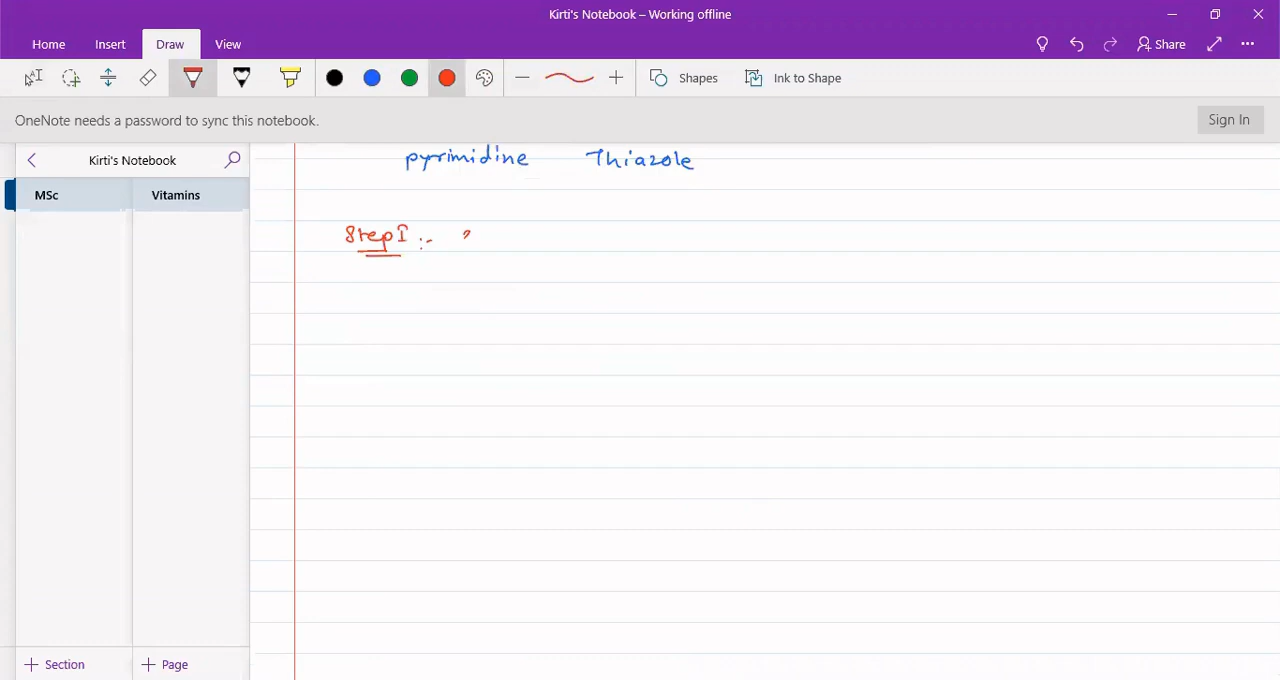 Kirti's Notebook – Working offline
Home Insert Draw View Share
Shapes Ink to Shape
OneNote needs a password to sync this notebook. Sign In
Kirti's Notebook
MSc Vitamins
pyrimidine Thiazole
Step I :-
+ Section + Page